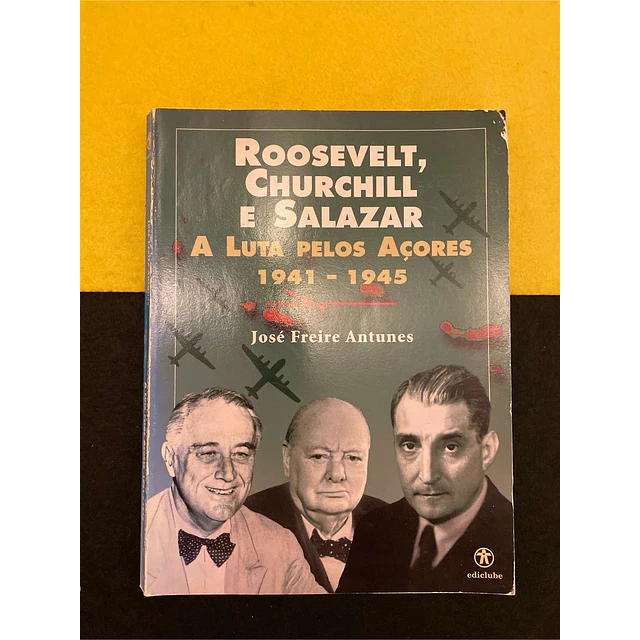 ROOSEVELT,
CHURCHILL
E SALAZAR
A LUTA PELOS AÇORES
1941 - 1945
José Freire Antunes
ediclube